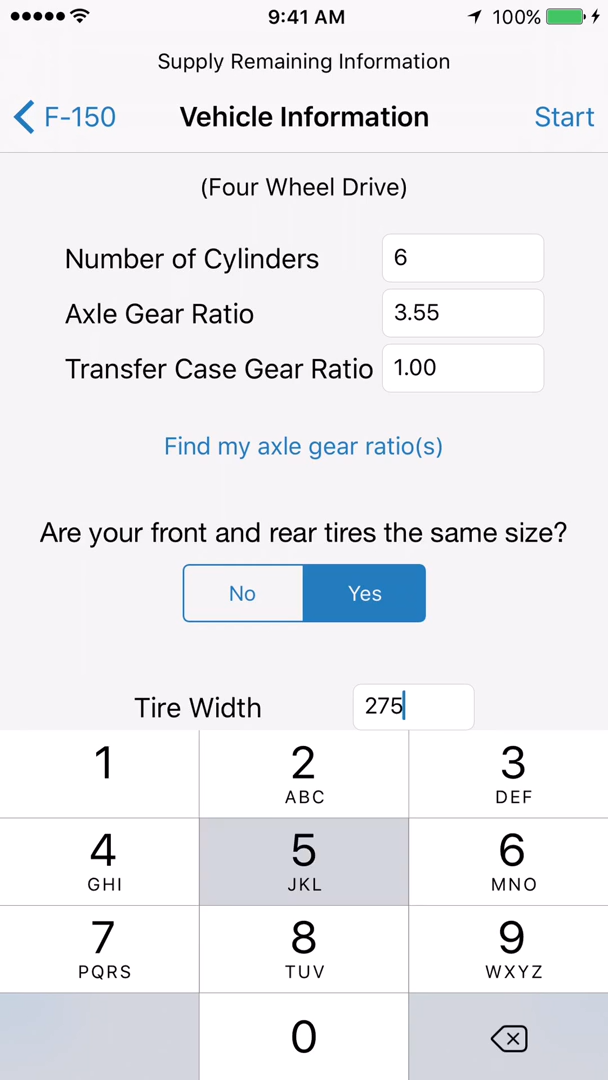 9:41 AM
100%
Supply Remaining Information
F-150
Vehicle Information
Start
(Four Wheel Drive)
Number of Cylinders 6
Axle Gear Ratio 3.55
Transfer Case Gear Ratio 1.00
Find my axle gear ratio(s)
Are your front and rear tires the same size?
No Yes
Tire Width 275
1 2 3
ABC DEF
4 5 6
GHI JKL MNO
7 8 9
PQRS TUV WXYZ
0